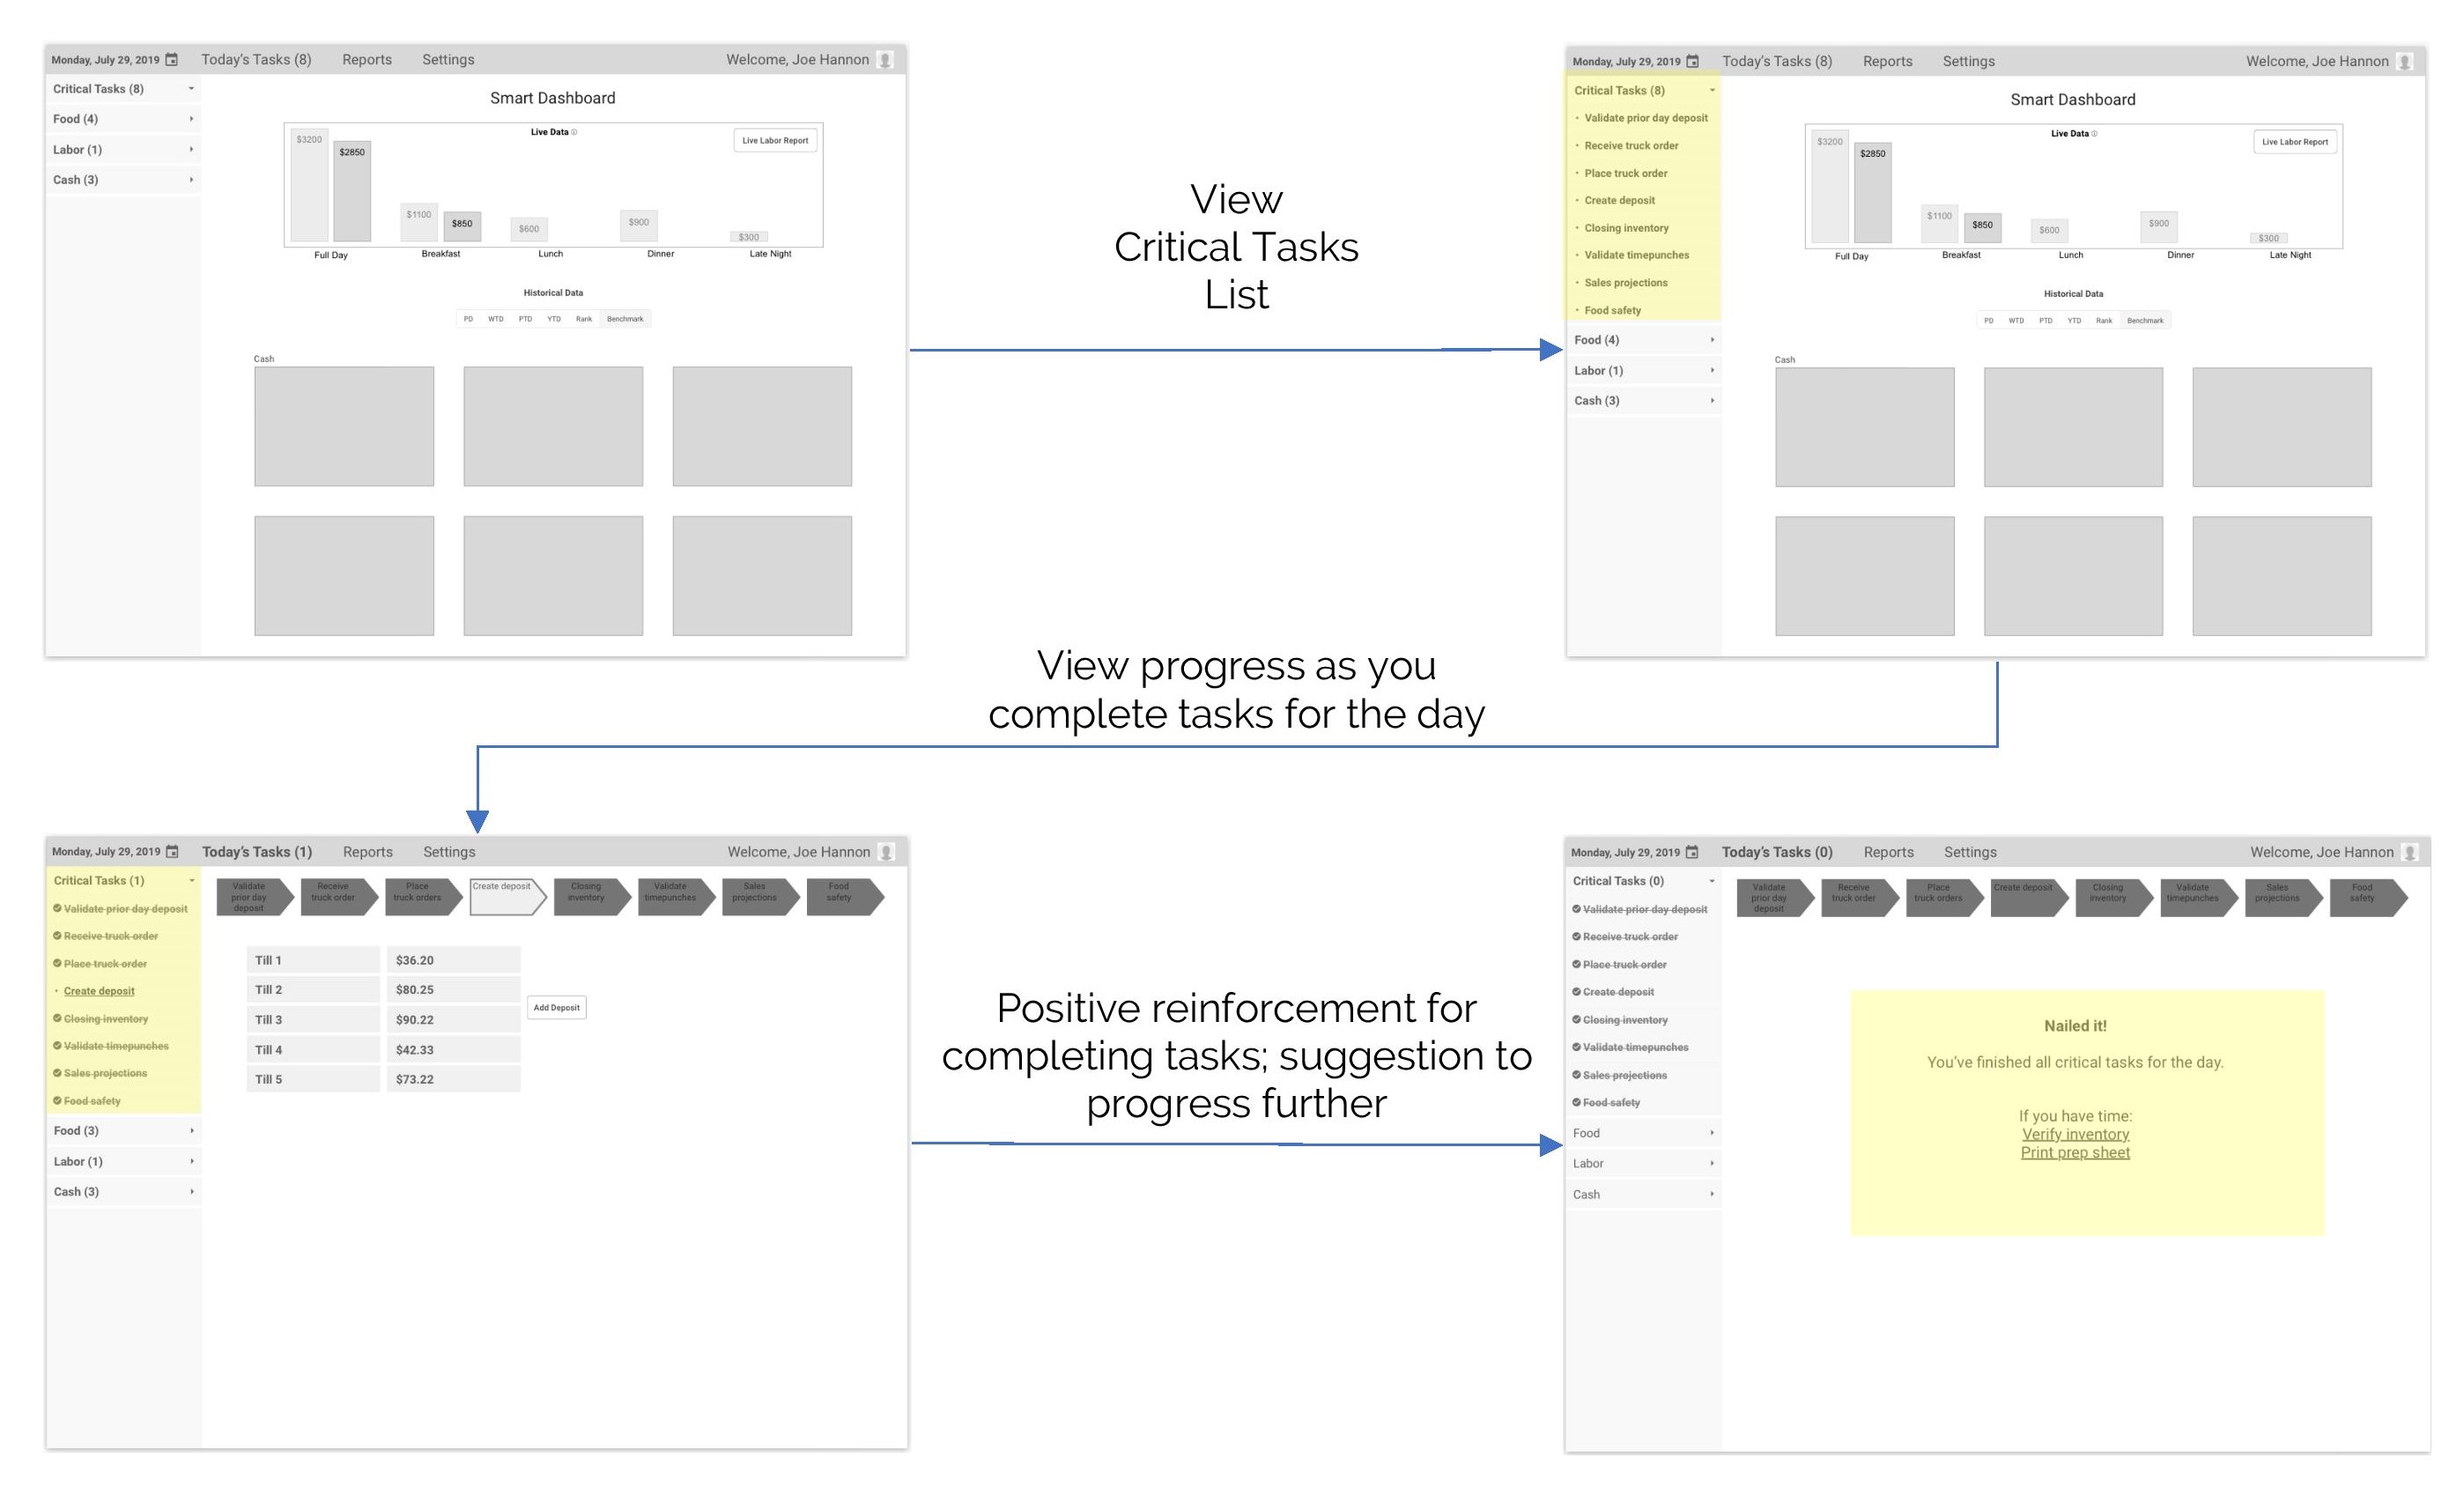 Monday, July 29, 2019 Today's Tasks (8) Reports Settings Welcome, Joe Hannon
Critical Tasks (8)
Food (4)
Labor (1)
Cash (3)
Smart Dashboard
Live Data
Live Labor Report
$3200
$2850
$1100
$850
$600
$900
$300
Full Day Breakfast Lunch Dinner Late Night
Historical Data
PD WTD PTD YTD Rank Benchmark
Cash
View
Critical Tasks
List
Monday, July 29, 2019 Today's Tasks (8) Reports Settings Welcome, Joe Hannon
Critical Tasks (8)
• Validate prior day deposit
• Receive truck order
• Place truck order
• Create deposit
• Closing inventory
• Validate timepunches
• Sales projections
• Food safety
Food (4)
Labor (1)
Cash (3)
Smart Dashboard
Live Data
Live Labor Report
$3200
$2850
$1100
$850
$600
$900
$300
Full Day Breakfast Lunch Dinner Late Night
Historical Data
PD WTD PTD YTD Rank Benchmark
Cash
View progress as you
complete tasks for the day
Monday, July 29, 2019 Today's Tasks (1) Reports Settings Welcome, Joe Hannon
Critical Tasks (1)
Validate prior day deposit
Receive truck order
Place truck order
• Create deposit
Closing inventory
Validate timepunches
Sales projections
Food safety
Food (3)
Labor (1)
Cash (3)
Validate
prior day
deposit
Receive
truck order
Place
truck orders
Create deposit
Closing
inventory
Validate
timepunches
Sales
projections
Food
safety
Till 1 $36.20
Till 2 $80.25
Till 3 $90.22
Till 4 $42.33
Till 5 $73.22
Add Deposit
Positive reinforcement for
completing tasks; suggestion to
progress further
Monday, July 29, 2019 Today's Tasks (0) Reports Settings Welcome, Joe Hannon
Critical Tasks (0)
Validate prior day deposit
Receive truck order
Place truck order
Create deposit
Closing inventory
Validate timepunches
Sales projections
Food safety
Food
Labor
Cash
Validate
prior day
deposit
Receive
truck order
Place
truck orders
Create deposit
Closing
inventory
Validate
timepunches
Sales
projections
Food
safety
Nailed it!
You've finished all critical tasks for the day.
If you have time:
Verify inventory
Print prep sheet